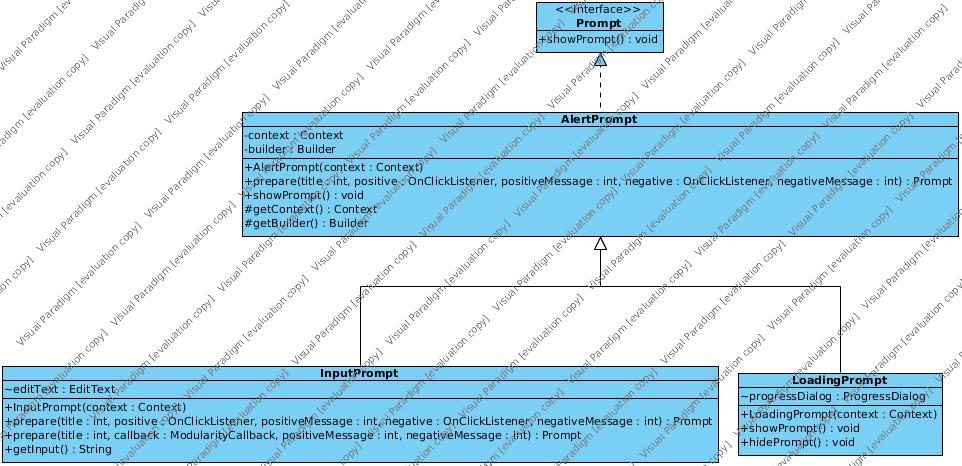 <<Interface>>
Prompt
+showPrompt() : void
AlertPrompt
-context : Context
-builder : Builder
+AlertPrompt(context : Context)
+prepare(title : int, positive : OnClickListener, positiveMessage : int, negative : OnClickListener, negativeMessage : int) : Prompt
+showPrompt() : void
#getContext() : Context
#getBuilder() : Builder
InputPrompt
~editText : EditText
+InputPrompt(context : Context)
+prepare(title : int, positive : OnClickListener, positiveMessage : int, negative : OnClickListener, negativeMessage : int) : Prompt
+prepare(title : int, callback : ModularityCallback, positiveMessage : int, negativeMessage : int) : Prompt
+getInput() : String
LoadingPrompt
~progressDialog : ProgressDialog
+LoadingPrompt(context : Context)
+showPrompt() : void
+hidePrompt() : void
Visual Paradigm [evaluation copy]